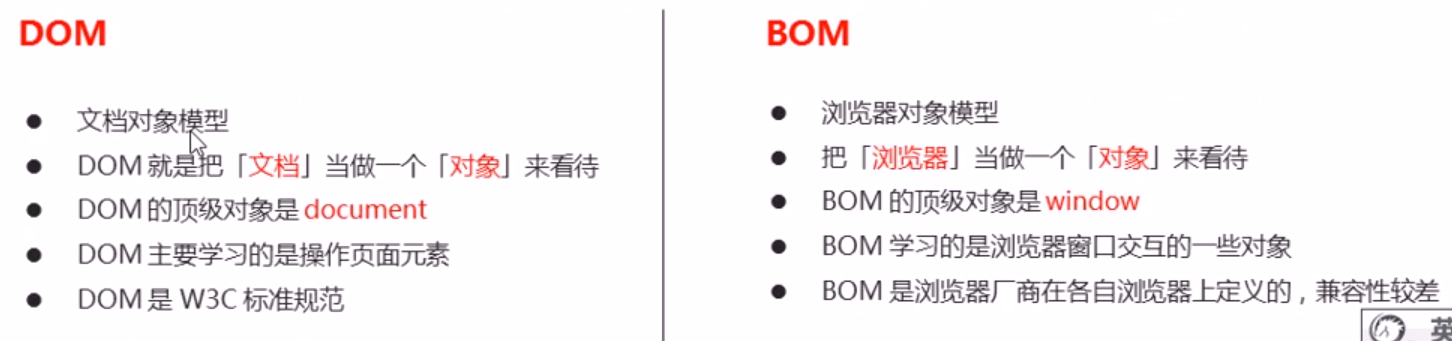 DOM
● 文档对象模型
● DOM 就是把「文档」当做一个「对象」来看待
● DOM 的顶级对象是 document
● DOM 主要学习的是操作页面元素
● DOM 是 W3C 标准规范
BOM
● 浏览器对象模型
● 把「浏览器」当做一个「对象」来看待
● BOM 的顶级对象是 window
● BOM 学习的是浏览器窗口交互的一些对象
● BOM 是浏览器厂商在各自浏览器上定义的，兼容性较差
英